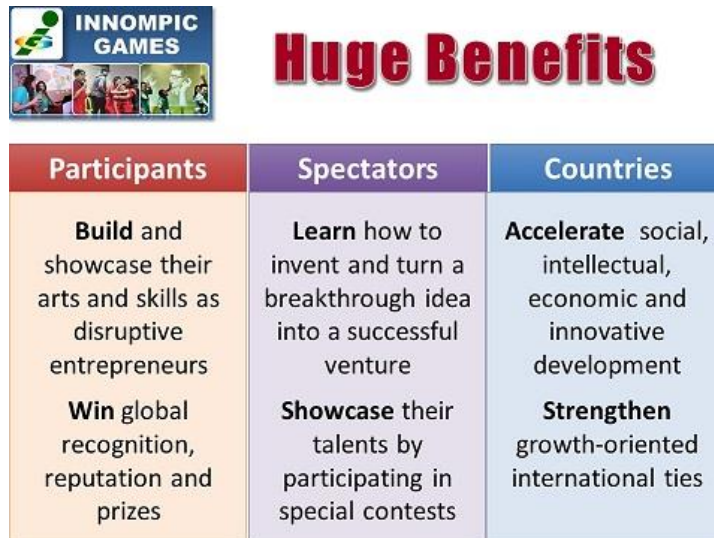 INNOMPIC
GAMES
Huge Benefits
Participants
Build and
showcase their
arts and skills as
disruptive
entrepreneurs
Win global
recognition,
reputation and
prizes
Spectators
Learn how to
invent and turn a
breakthrough idea
into a successful
venture
Showcase their
talents by
participating in
special contests
Countries
Accelerate social,
intellectual,
economic and
innovative
development
Strengthen
growth-oriented
international ties